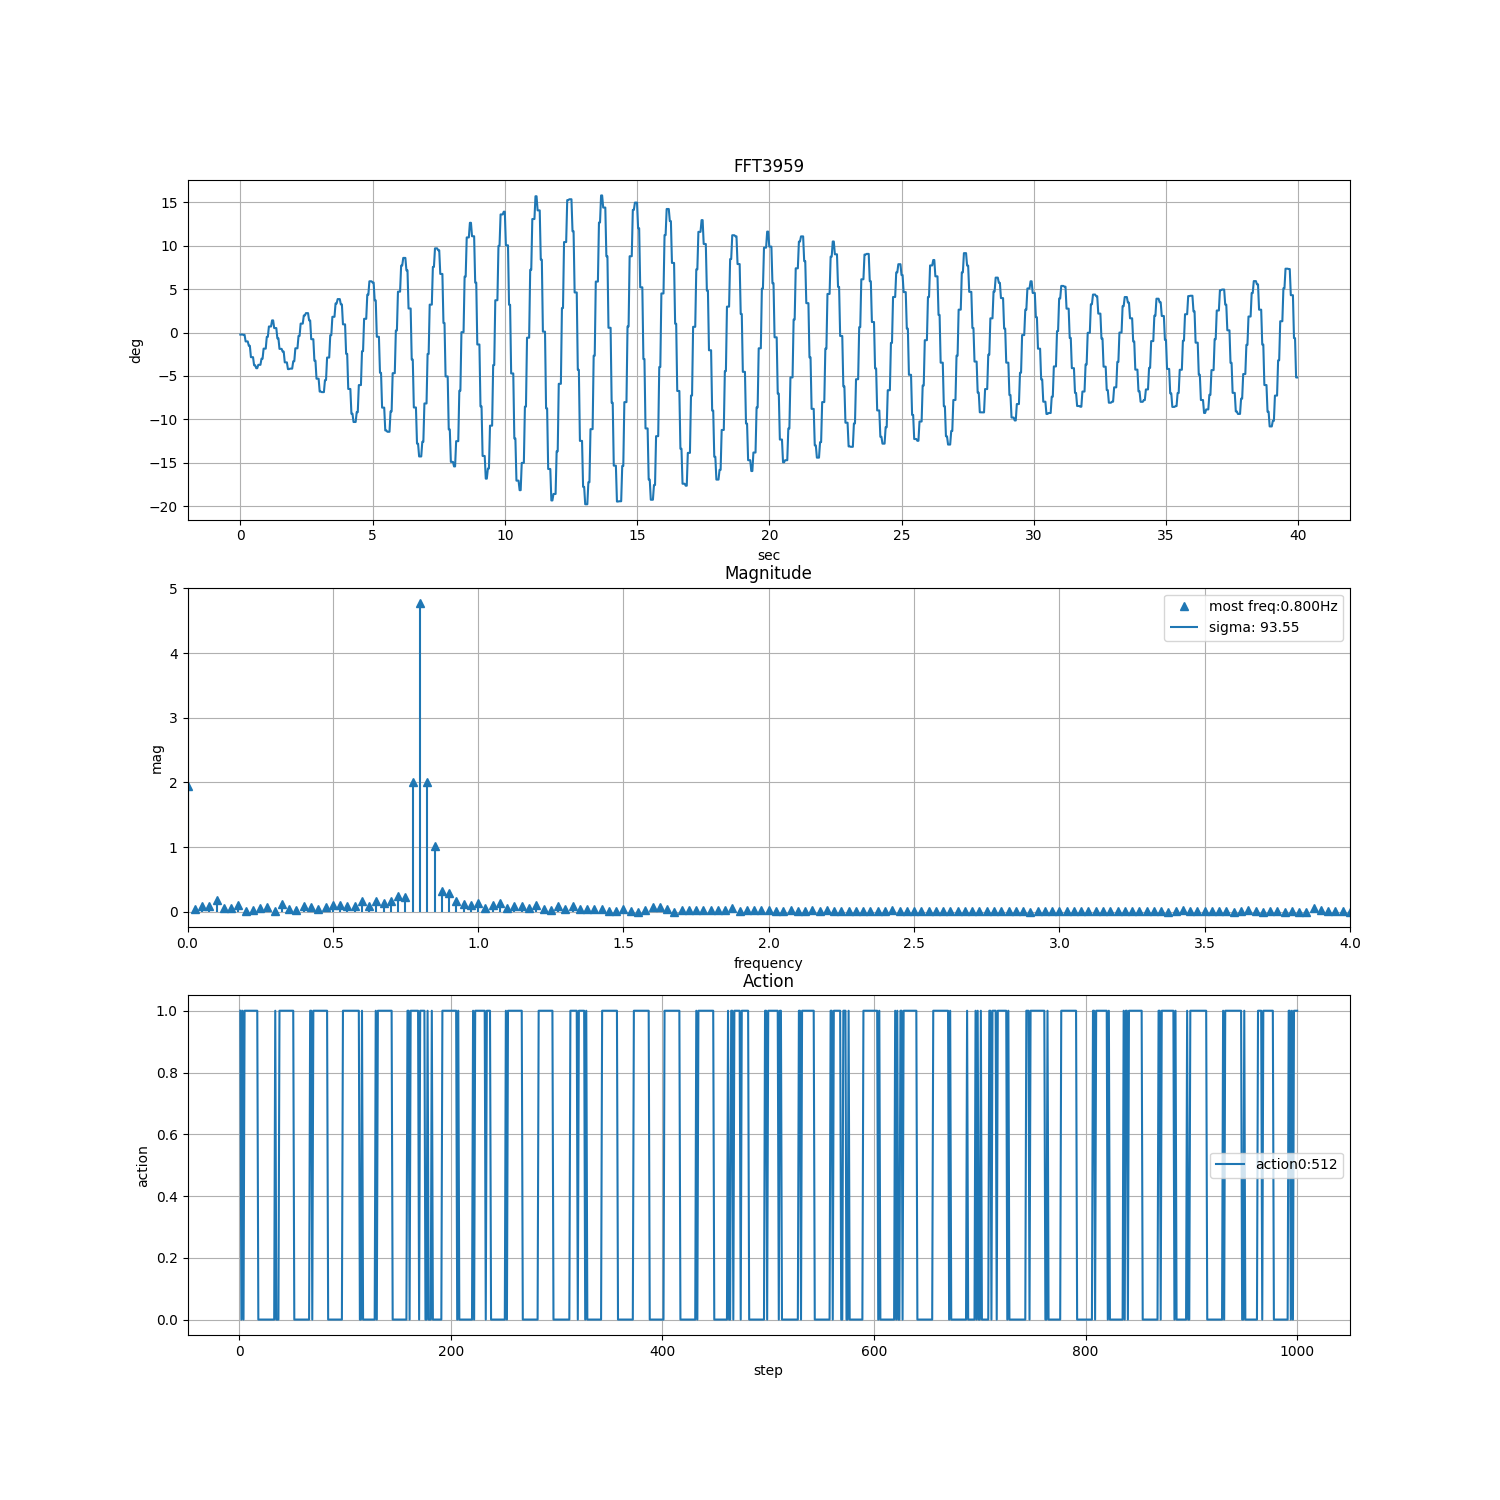 FFT3959
15
10
5
0
−5
−10
−15
−20
deg
0 5 10 15 20 25 30 35 40
sec
Magnitude
5
4
3
2
1
0
mag
most freq:0.800Hz
sigma: 93.55
0.0 0.5 1.0 1.5 2.0 2.5 3.0 3.5 4.0
frequency
Action
1.0
0.8
0.6
0.4
0.2
0.0
action
action0:512
0 200 400 600 800 1000
step